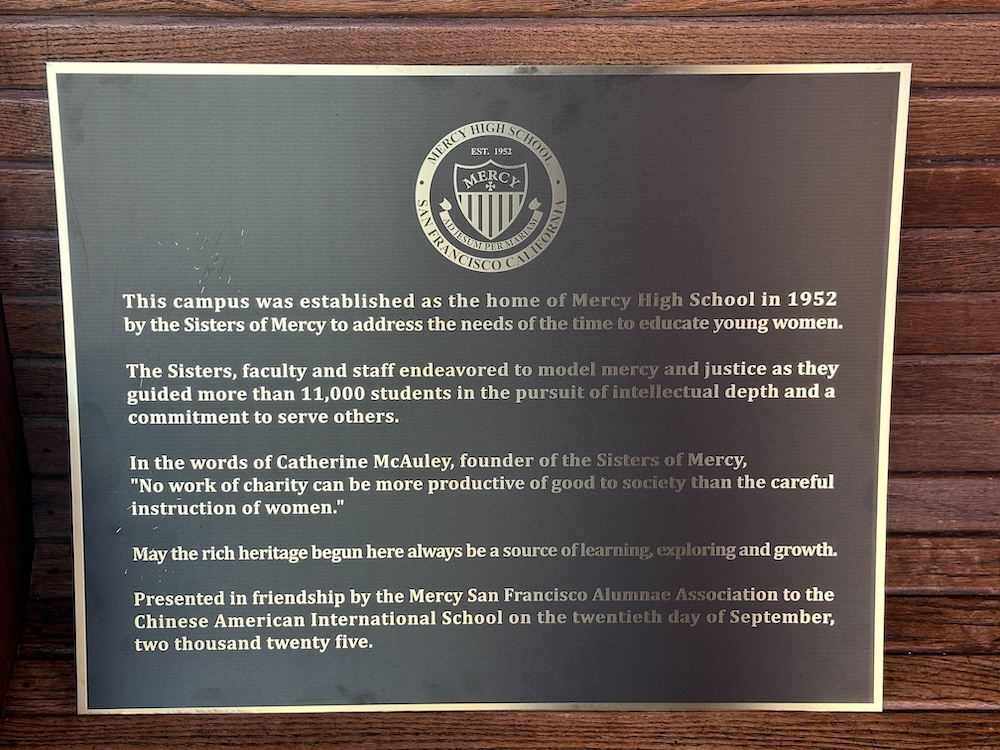 MERCY HIGH SCHOOL
EST. 1952
MERCY
AD JESUM PER MARIAM
SAN FRANCISCO CALIFORNIA
This campus was established as the home of Mercy High School in 1952
by the Sisters of Mercy to address the needs of the time to educate young women.
The Sisters, faculty and staff endeavored to model mercy and justice as they
guided more than 11,000 students in the pursuit of intellectual depth and a
commitment to serve others.
In the words of Catherine McAuley, founder of the Sisters of Mercy,
"No work of charity can be more productive of good to society than the careful
instruction of women."
May the rich heritage begun here always be a source of learning, exploring and growth.
Presented in friendship by the Mercy San Francisco Alumnae Association to the
Chinese American International School on the twentieth day of September,
two thousand twenty five.